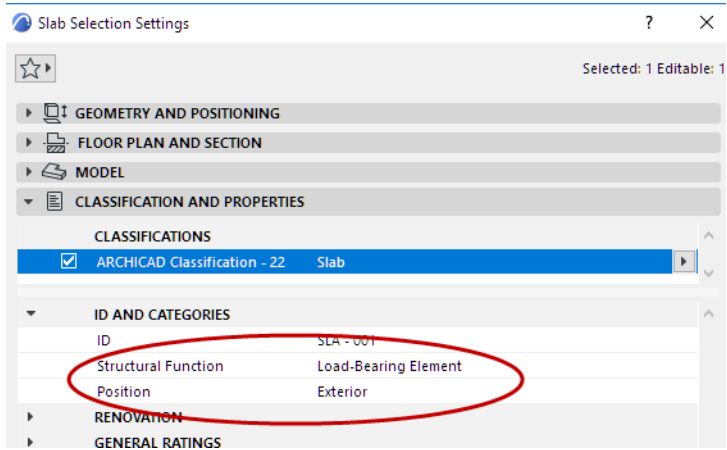 Slab Selection Settings
?
Selected: 1 Editable: 1
GEOMETRY AND POSITIONING
FLOOR PLAN AND SECTION
MODEL
CLASSIFICATION AND PROPERTIES
CLASSIFICATIONS
ARCHICAD Classification - 22 Slab
ID AND CATEGORIES
ID SLA - 001
Structural Function Load-Bearing Element
Position Exterior
RENOVATION
GENERAL RATINGS